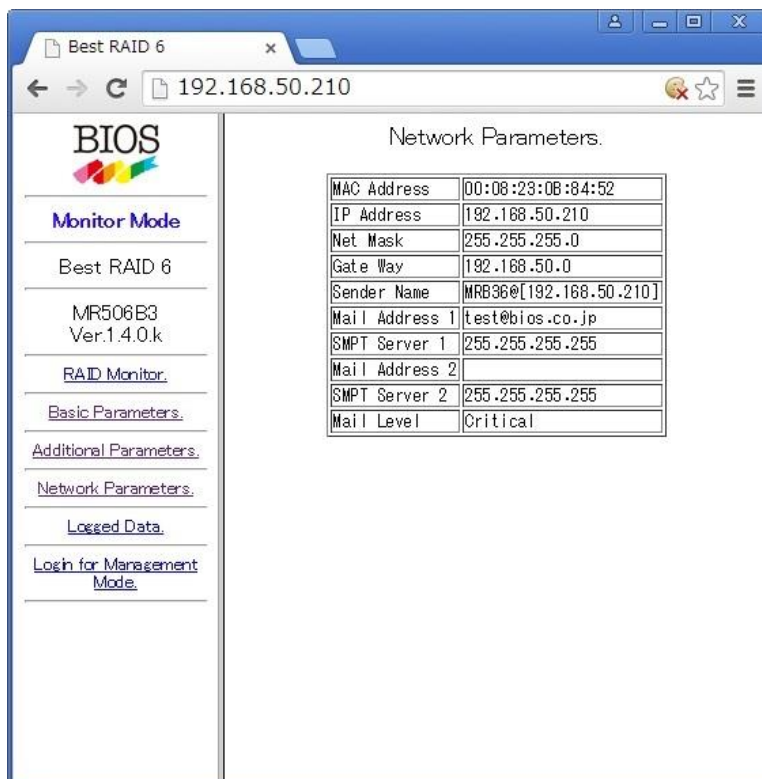 Best RAID 6
192.168.50.210
BIOS
Monitor Mode
Best RAID 6
MR506B3
Ver.1.4.0.k
RAID Monitor.
Basic Parameters.
Additional Parameters.
Network Parameters.
Logged Data.
Login for Management
Mode.
Network Parameters.
MAC Address 00:08:23:0B:84:52
IP Address 192.168.50.210
Net Mask 255.255.255.0
Gate Way 192.168.50.0
Sender Name MRB36@[192.168.50.210]
Mail Address 1 test@bios.co.jp
SMPT Server 1 255.255.255.255
Mail Address 2
SMPT Server 2 255.255.255.255
Mail Level Critical